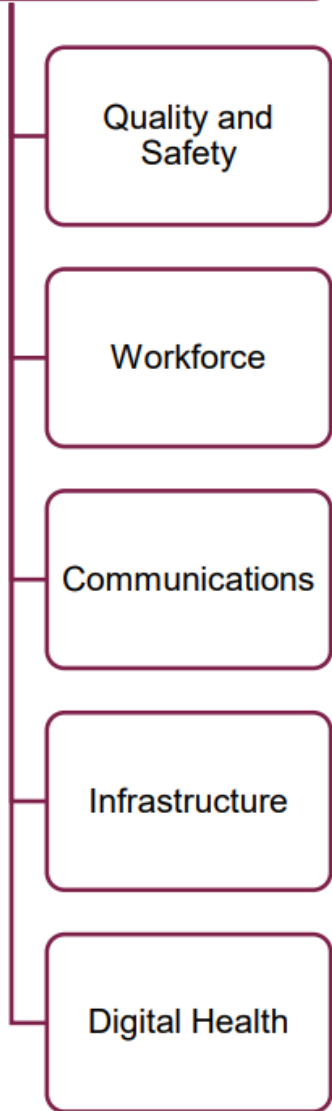 Quality and
Safety
Workforce
Communications
Infrastructure
Digital Health